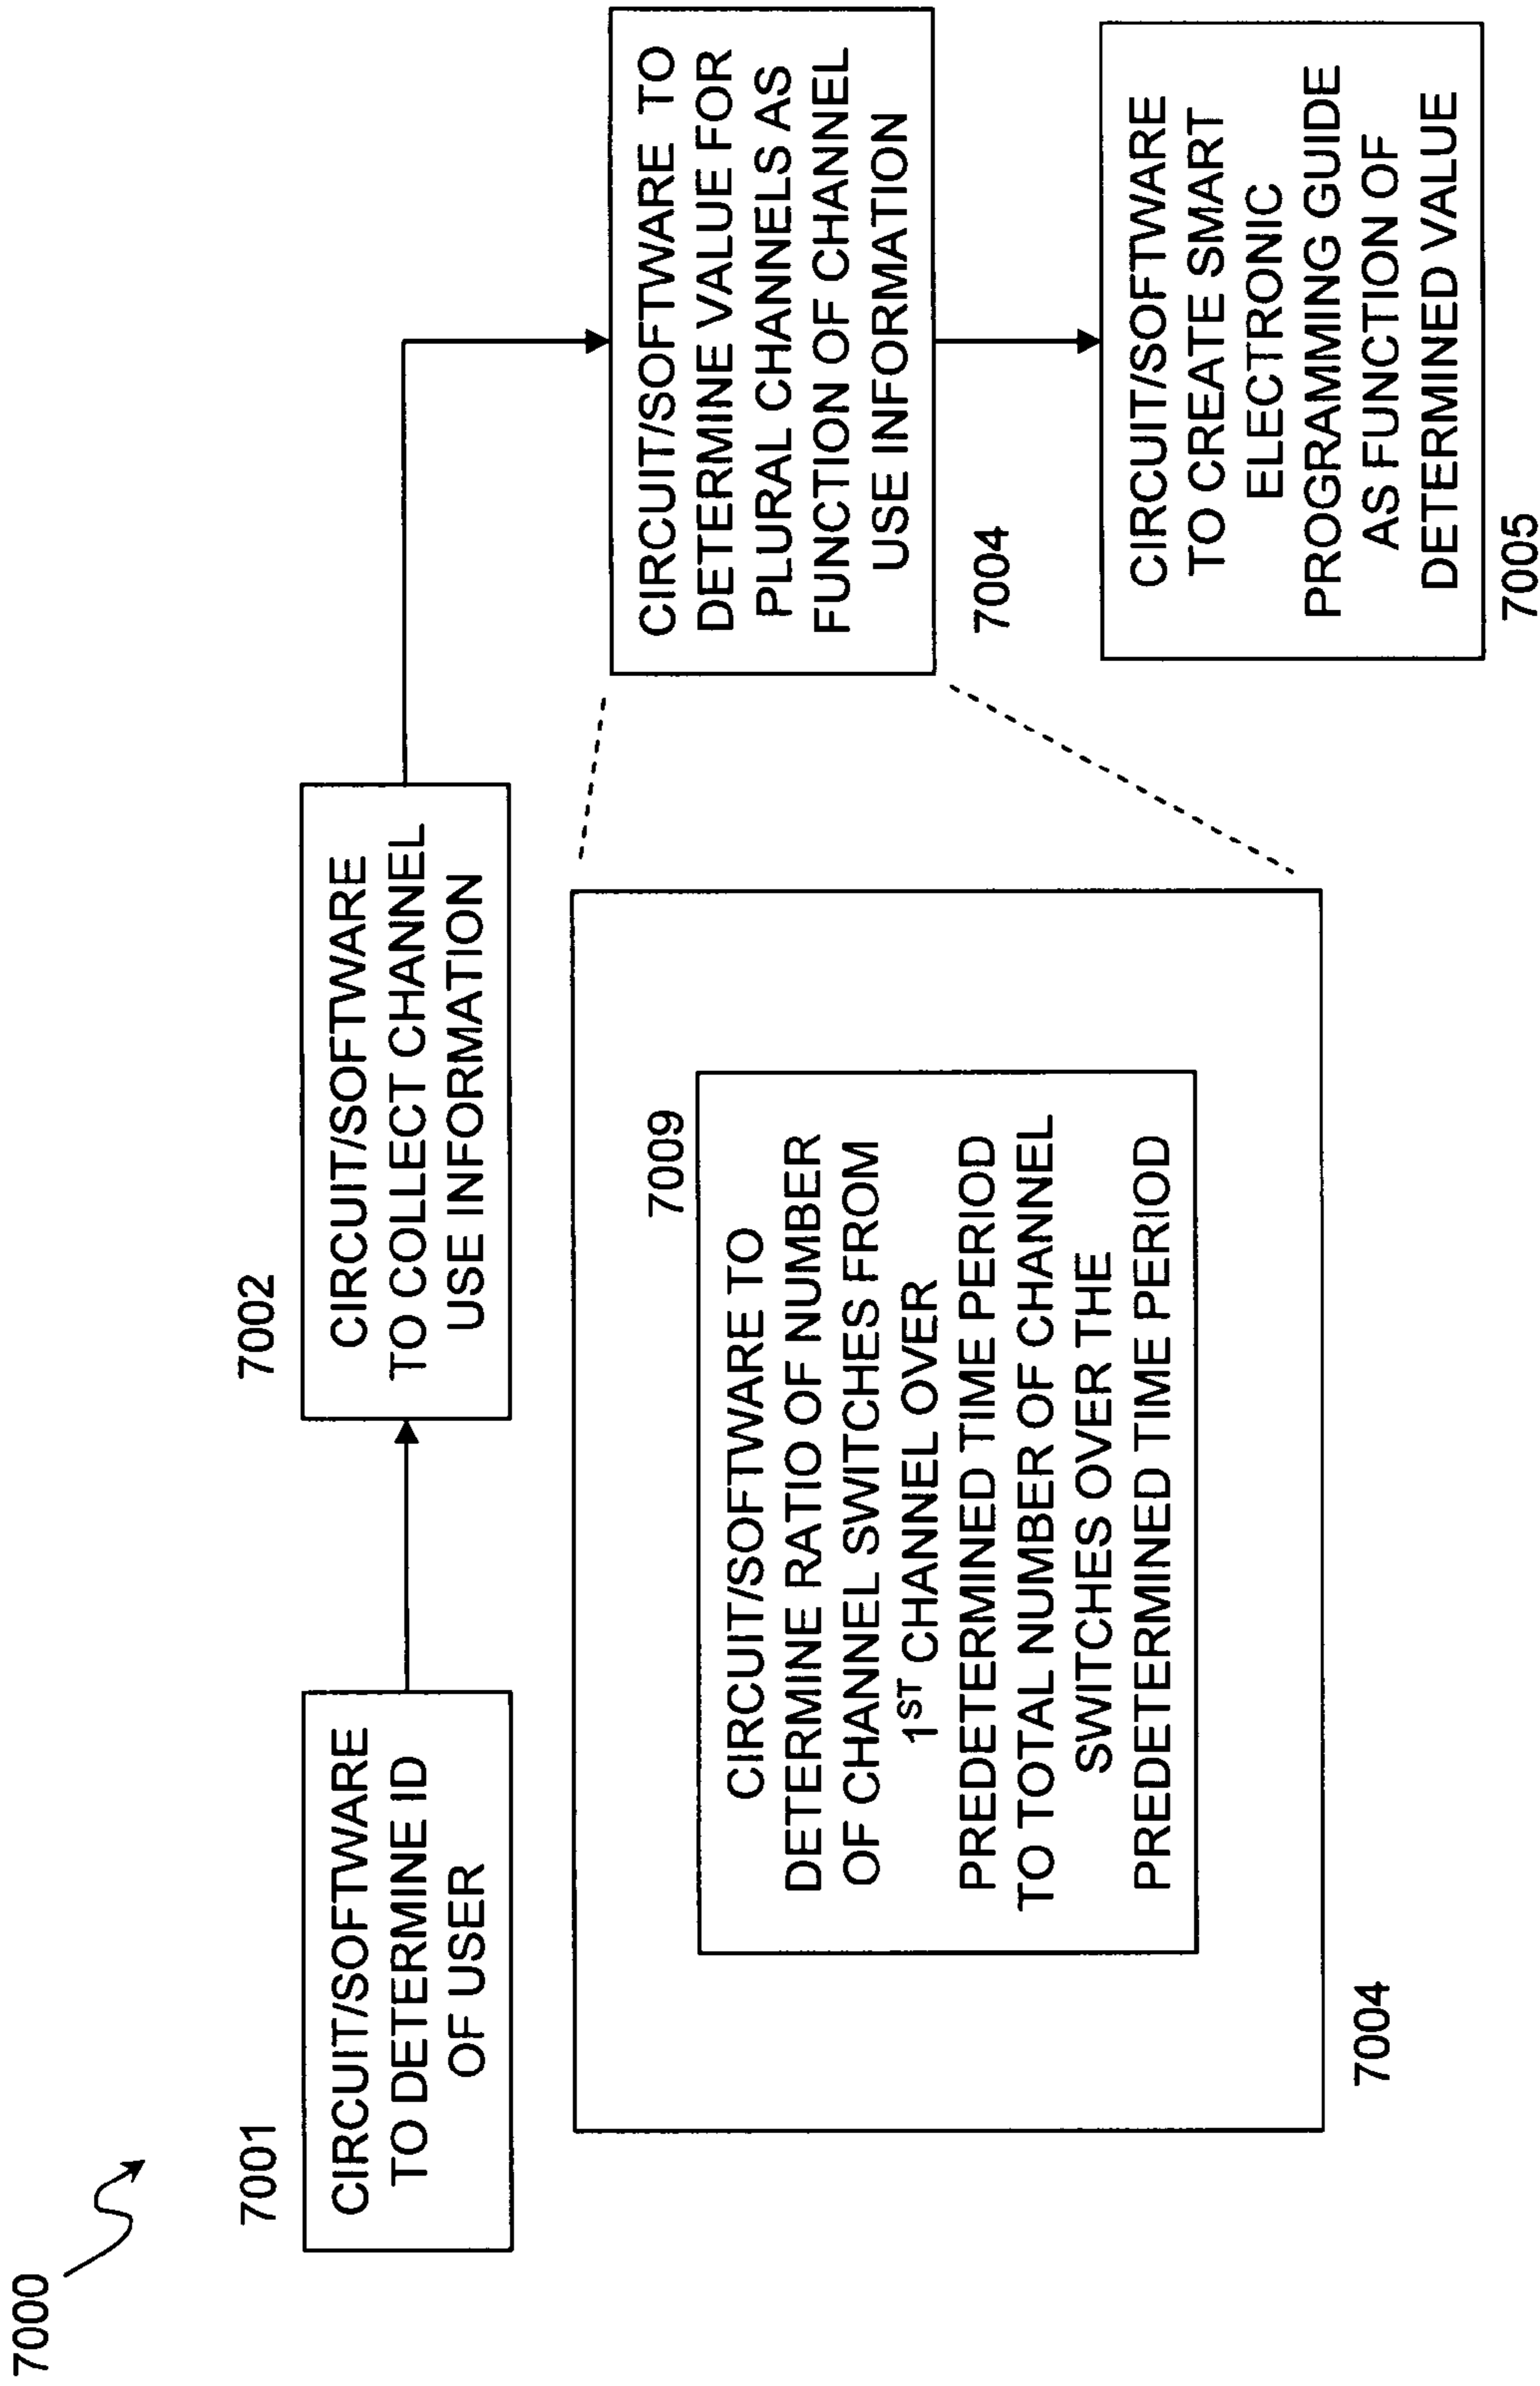 7000
7001
CIRCUIT/SOFTWARE
TO DETERMINE ID
OF USER
7002
CIRCUIT/SOFTWARE
TO COLLECT CHANNEL
USE INFORMATION
CIRCUIT/SOFTWARE TO
DETERMINE VALUE FOR
PLURAL CHANNELS AS
FUNCTION OF CHANNEL
USE INFORMATION
7004
7009
CIRCUIT/SOFTWARE TO
DETERMINE RATIO OF NUMBER
OF CHANNEL SWITCHES FROM
1ST CHANNEL OVER
PREDETERMINED TIME PERIOD
TO TOTAL NUMBER OF CHANNEL
SWITCHES OVER THE
PREDETERMINED TIME PERIOD
7004
CIRCUIT/SOFTWARE
TO CREATE SMART
ELECTRONIC
PROGRAMMING GUIDE
AS FUNCTION OF
DETERMINED VALUE
7005